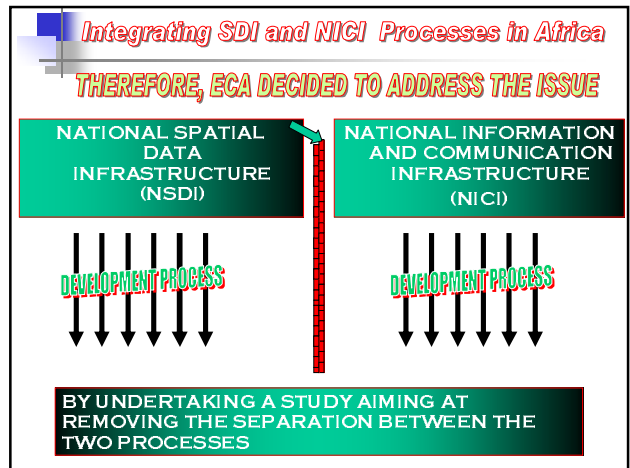 Integrating SDI and NICI Processes in Africa
THEREFORE, ECA DECIDED TO ADDRESS THE ISSUE
NATIONAL SPATIAL
DATA
INFRASTRUCTURE
(NSDI)
NATIONAL INFORMATION
AND COMMUNICATION
INFRASTRUCTURE
(NICI)
DEVELOPMENT PROCESS
DEVELOPMENT PROCESS
BY UNDERTAKING A STUDY AIMING AT
REMOVING THE SEPARATION BETWEEN THE
TWO PROCESSES